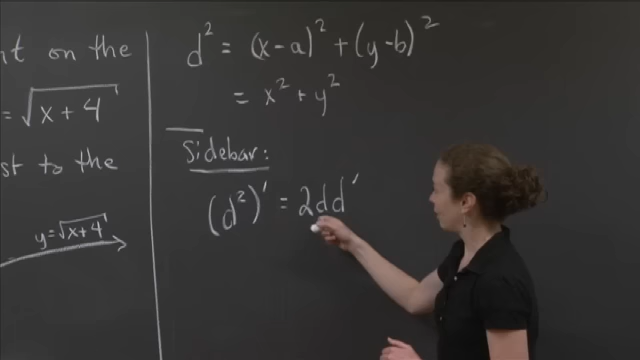 nt on the
= √(x + 4)
st to the
y = √(x + 4)
d² = (x - a)² + (y - b)²
= x² + y²
Sidebar:
(d²)' = 2dd'